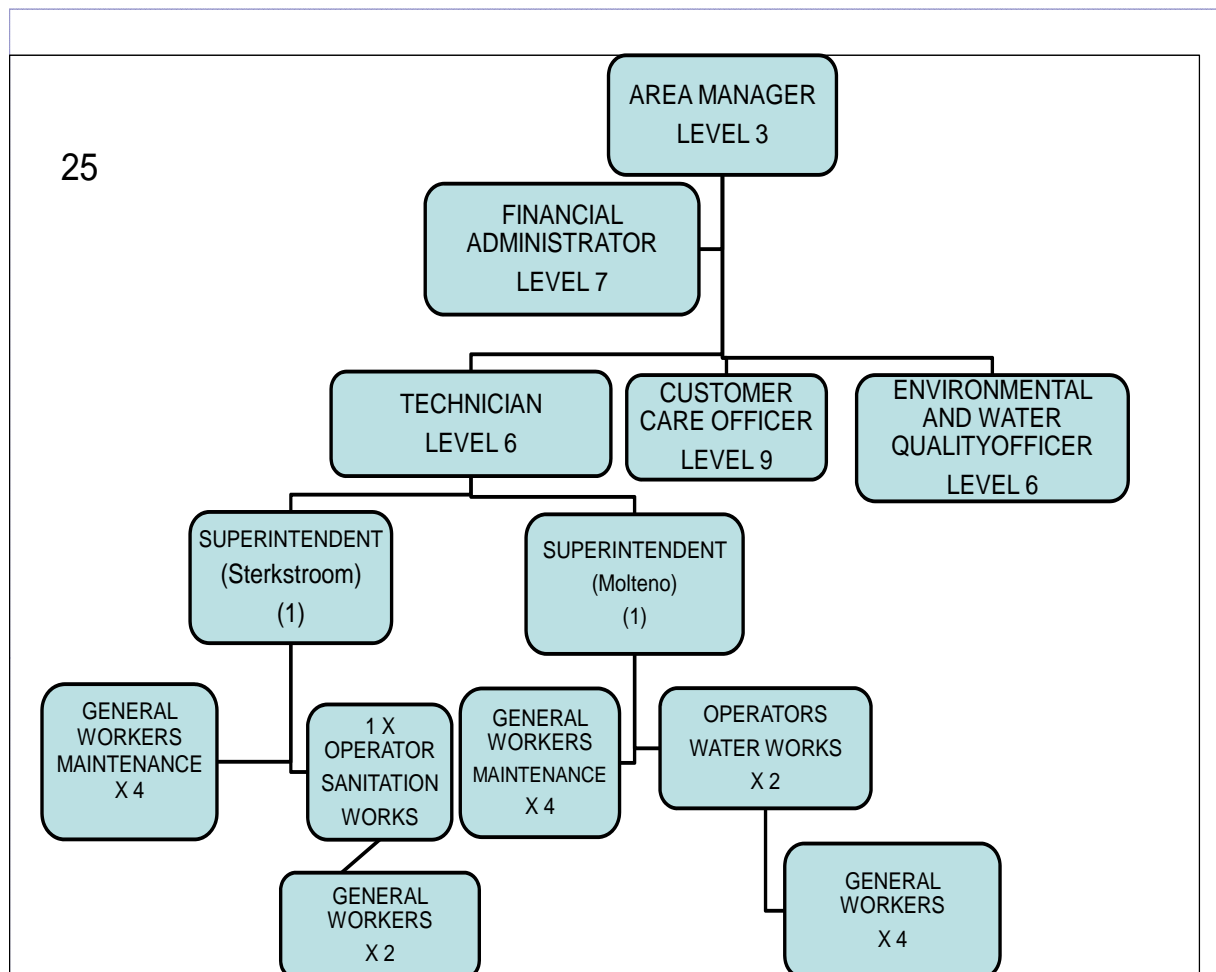 25
AREA MANAGER
LEVEL 3
FINANCIAL
ADMINISTRATOR
LEVEL 7
TECHNICIAN
LEVEL 6
CUSTOMER
CARE OFFICER
LEVEL 9
ENVIRONMENTAL
AND WATER
QUALITYOFFICER
LEVEL 6
SUPERINTENDENT
(Sterkstroom)
(1)
SUPERINTENDENT
(Molteno)
(1)
GENERAL
WORKERS
MAINTENANCE
X 4
1 X
OPERATOR
SANITATION
WORKS
GENERAL
WORKERS
MAINTENANCE
X 4
OPERATORS
WATER WORKS
X 2
GENERAL
WORKERS
X 2
GENERAL
WORKERS
X 4